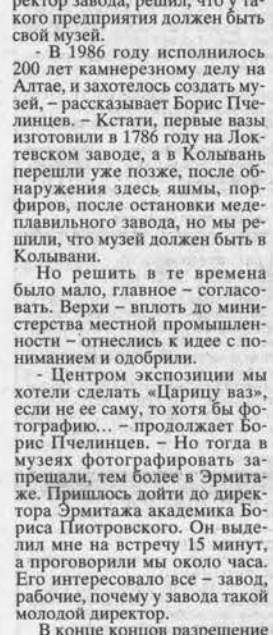 ректор завода, решил, что у та-
кого предприятия должен быть
свой музей.
- В 1986 году исполнилось
200 лет камнерезному делу на
Алтае, и захотелось создать му-
зей, – рассказывает Борис Пче-
линцев. – Кстати, первые вазы
изготовили в 1786 году на Лок-
тевском заводе, а в Колывань
перешли уже позже, после об-
наружения здесь яшмы, пор-
фиров, после остановки меде-
плавильного завода, но мы ре-
шили, что музей должен быть в
Колывани.
Но решить в те времена
было мало, главное – согласо-
вать. Верхи – вплоть до мини-
стерства местной промышлен-
ности – отнеслись к идее с по-
ниманием и одобрили.
- Центром экспозиции мы
хотели сделать «Царицу ваз»,
если не ее саму, то хотя бы фо-
тографию... – продолжает Бо-
рис Пчелинцев. – Но тогда в
музеях фотографировать за-
прещали, тем более в Эрмита-
же. Пришлось дойти до дирек-
тора Эрмитажа академика Бо-
риса Пиотровского. Он выде-
лил мне на встречу 15 минут,
а проговорили мы около часа.
Его интересовало все – завод,
рабочие, почему у завода такой
молодой директор.
В конце концов разрешение